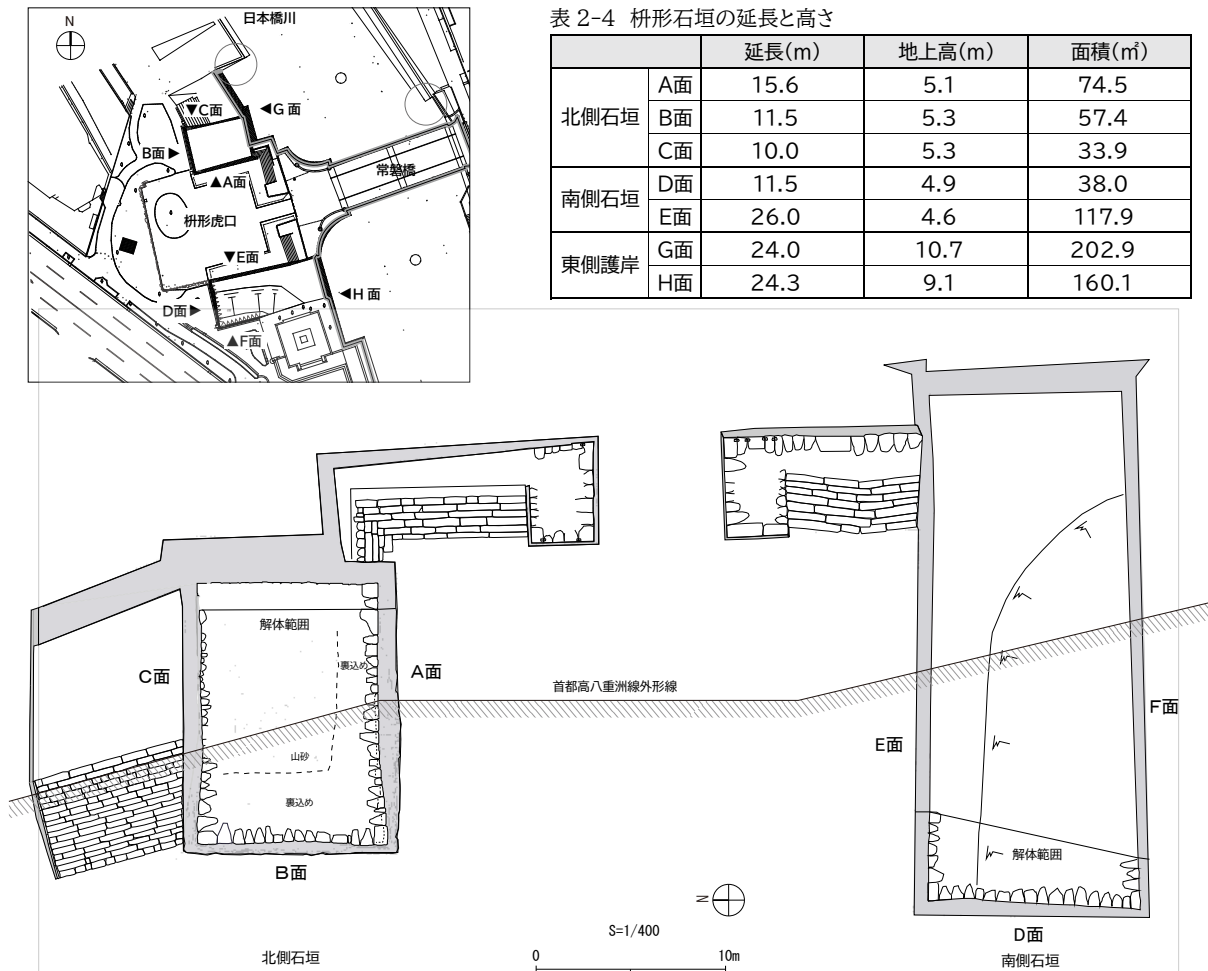 N
日本橋川
▼C面
◀G 面
B面▶
常磐橋
▲A面
枡形虎口
▼E面
◀H 面
D面▶
▲F面
表 2-4 枡形石垣の延長と高さ
延長(m) 地上高(m) 面積(㎡)
北側石垣 A面 15.6 5.1 74.5
B面 11.5 5.3 57.4
C面 10.0 5.3 33.9
南側石垣 D面 11.5 4.9 38.0
E面 26.0 4.6 117.9
東側護岸 G面 24.0 10.7 202.9
H面 24.3 9.1 160.1
解体範囲
裏込め
C面
A面
首都高八重洲線外形線
F面
E面
山砂
裏込め
解体範囲
B面
N
D面
S=1/400
北側石垣
0 10m
南側石垣